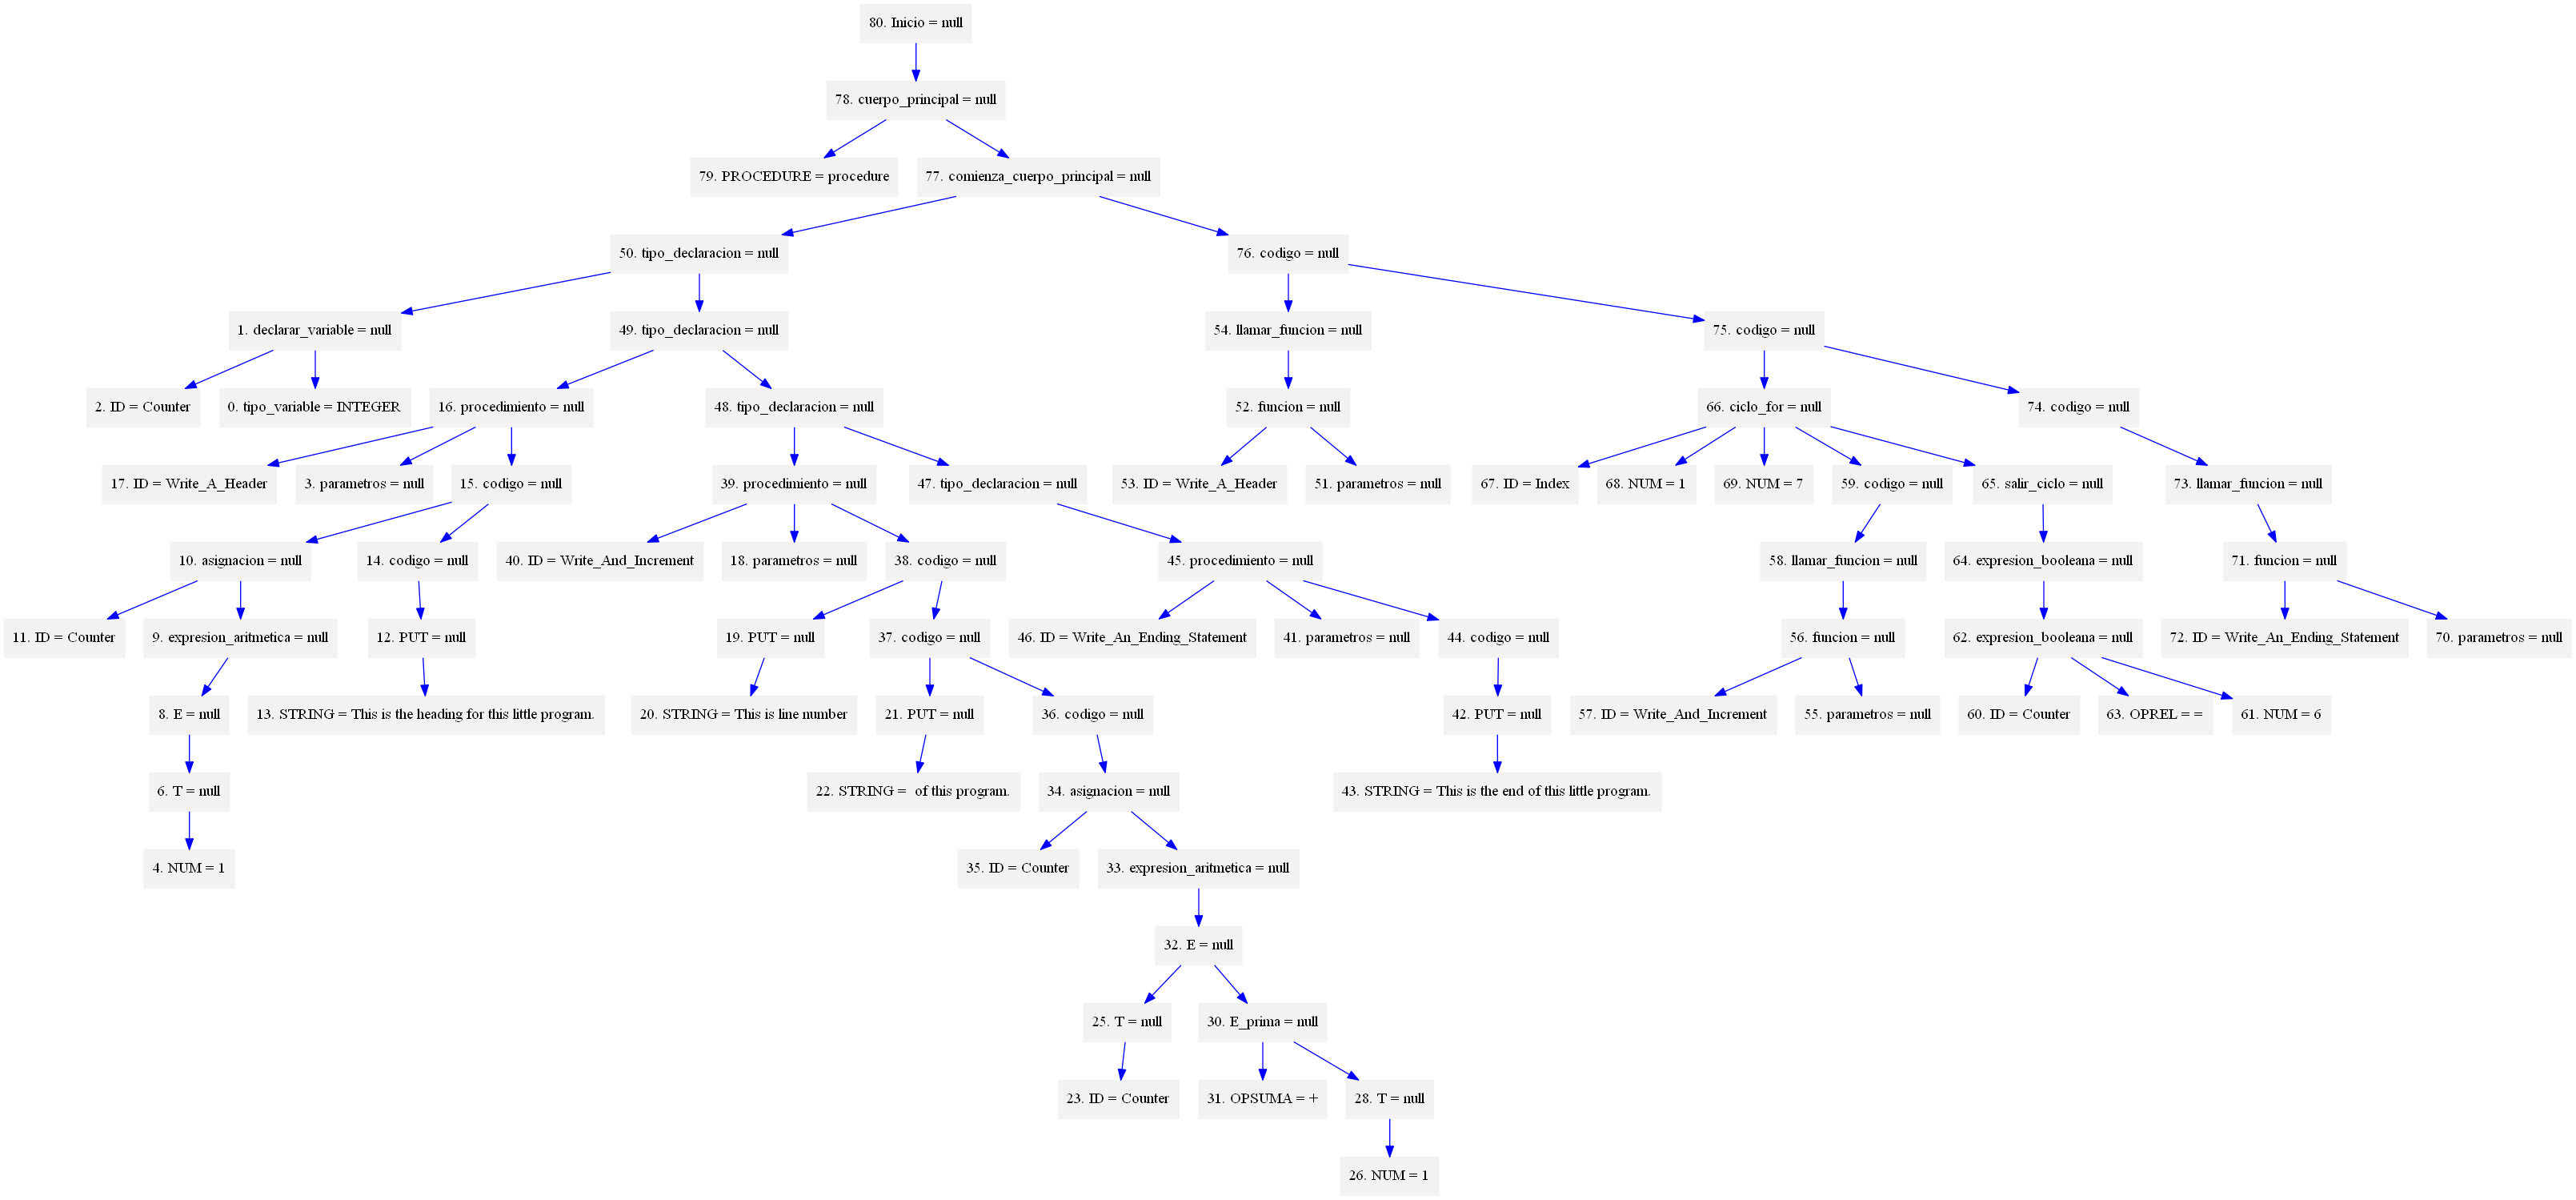 80. Inicio = null
78. cuerpo_principal = null
79. PROCEDURE = procedure
77. comienza_cuerpo_principal = null
50. tipo_declaracion = null
76. codigo = null
1. declarar_variable = null
49. tipo_declaracion = null
54. llamar_funcion = null
75. codigo = null
2. ID = Counter
0. tipo_variable = INTEGER
16. procedimiento = null
48. tipo_declaracion = null
52. funcion = null
66. ciclo_for = null
74. codigo = null
17. ID = Write_A_Header
3. parametros = null
15. codigo = null
39. procedimiento = null
47. tipo_declaracion = null
53. ID = Write_A_Header
51. parametros = null
67. ID = Index
68. NUM = 1
69. NUM = 7
59. codigo = null
65. salir_ciclo = null
73. llamar_funcion = null
10. asignacion = null
14. codigo = null
40. ID = Write_And_Increment
18. parametros = null
38. codigo = null
45. procedimiento = null
58. llamar_funcion = null
64. expresion_booleana = null
71. funcion = null
11. ID = Counter
9. expresion_aritmetica = null
12. PUT = null
19. PUT = null
37. codigo = null
46. ID = Write_An_Ending_Statement
41. parametros = null
44. codigo = null
56. funcion = null
62. expresion_booleana = null
72. ID = Write_An_Ending_Statement
70. parametros = null
8. E = null
13. STRING = This is the heading for this little program.
20. STRING = This is line number
21. PUT = null
36. codigo = null
42. PUT = null
57. ID = Write_And_Increment
55. parametros = null
60. ID = Counter
63. OPREL = =
61. NUM = 6
6. T = null
22. STRING =  of this program.
34. asignacion = null
43. STRING = This is the end of this little program.
4. NUM = 1
35. ID = Counter
33. expresion_aritmetica = null
32. E = null
25. T = null
30. E_prima = null
23. ID = Counter
31. OPSUMA = +
28. T = null
26. NUM = 1